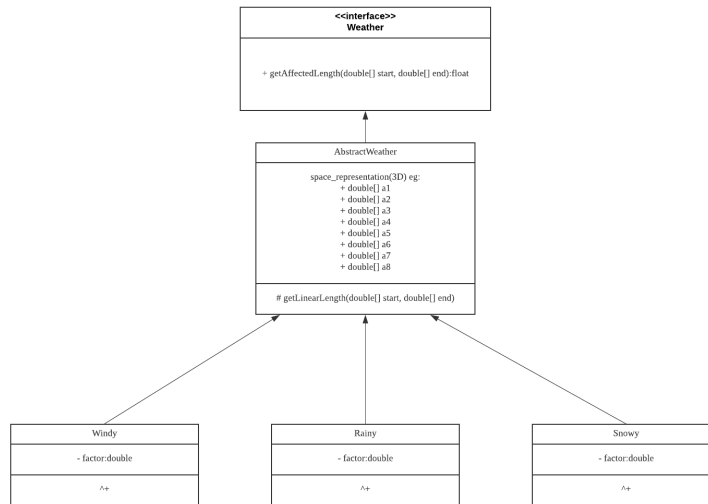 <<interface>>
Weather
+ getAffectedLength(double[] start, double[] end):float
AbstractWeather
space_representation(3D) eg:
+ double[] a1
+ double[] a2
+ double[] a3
+ double[] a4
+ double[] a5
+ double[] a6
+ double[] a7
+ double[] a8
# getLinearLength(double[] start, double[] end)
Windy
- factor:double
^+
Rainy
- factor:double
^+
Snowy
- factor:double
^+